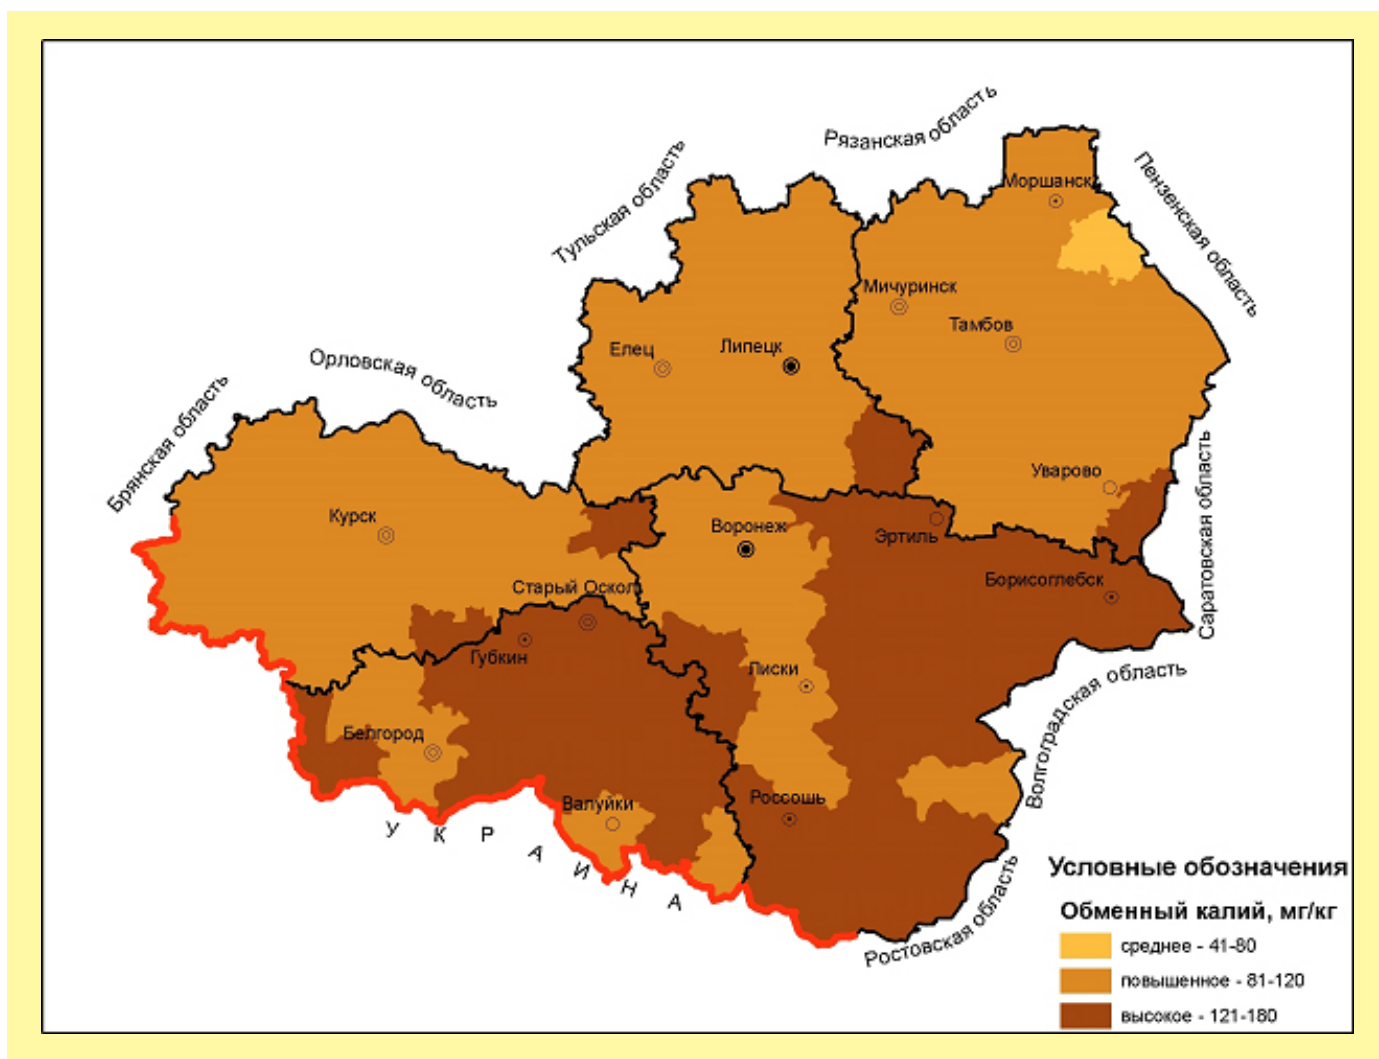 Рязанская область
Тульская область
Пензенская область
Моршанск
Мичуринск
Тамбов
Елец
Липецк
Орловская область
Брянская область
Саратовская область
Уварово
Курск
Воронеж
Эртиль
Старый Оскол
Борисоглебск
Губкин
Лиски
Волгоградская область
Белгород
Валуйки
Россошь
УКРАИНА
Ростовская область
Условные обозначения
Обменный калий, мг/кг
среднее - 41-80
повышенное - 81-120
высокое - 121-180